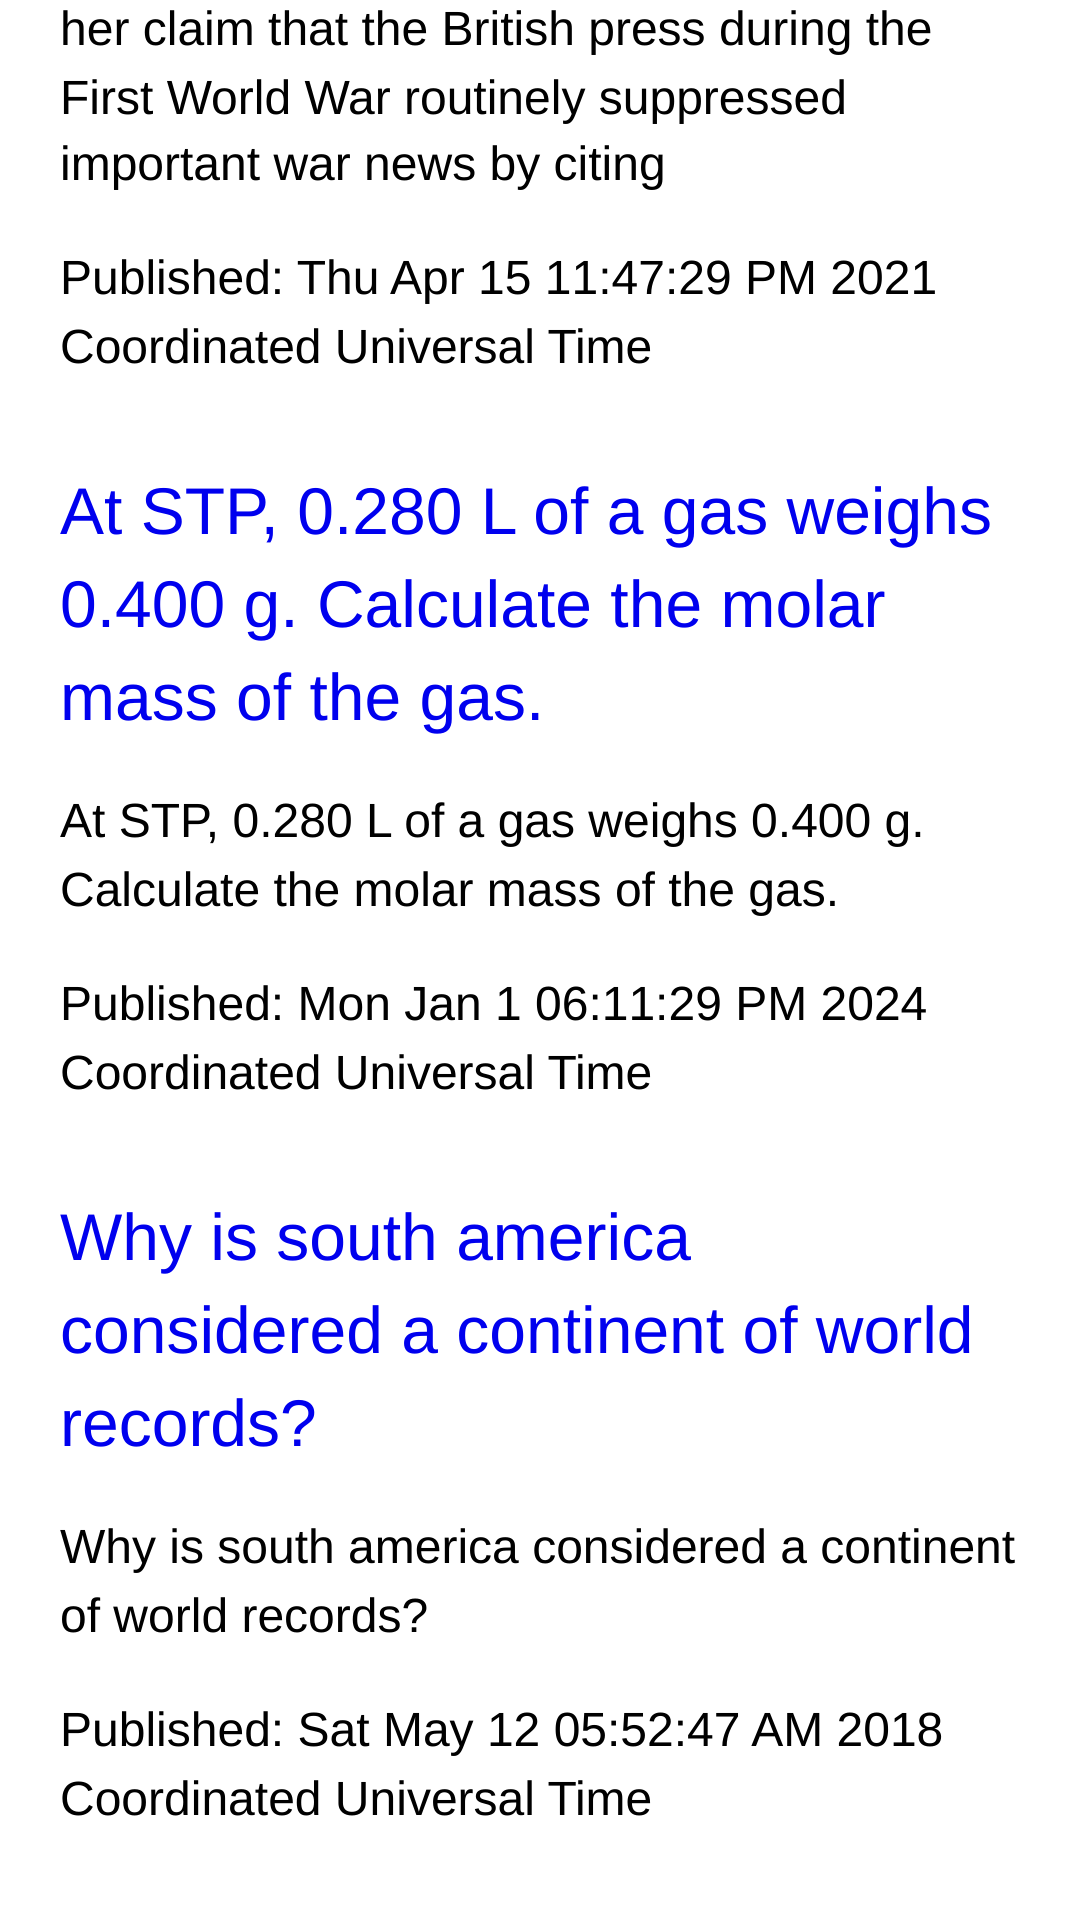 her claim that the British press during the
First World War routinely suppressed
important war news by citing
Published: Thu Apr 15 11:47:29 PM 2021
Coordinated Universal Time
At STP, 0.280 L of a gas weighs
0.400 g. Calculate the molar
mass of the gas.
At STP, 0.280 L of a gas weighs 0.400 g.
Calculate the molar mass of the gas.
Published: Mon Jan 1 06:11:29 PM 2024
Coordinated Universal Time
Why is south america
considered a continent of world
records?
Why is south america considered a continent
of world records?
Published: Sat May 12 05:52:47 AM 2018
Coordinated Universal Time